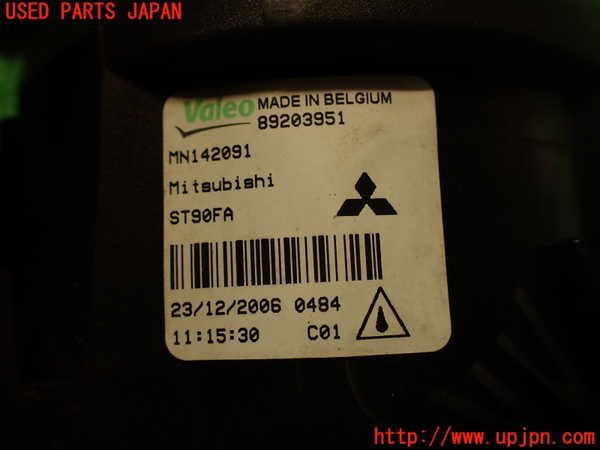 USED PARTS JAPAN
Valeo MADE IN BELGIUM
89203951
MN142091
Mitsubishi
ST90FA
23/12/2006 0484
11:15:30 C01
http://www.upjpn.com/